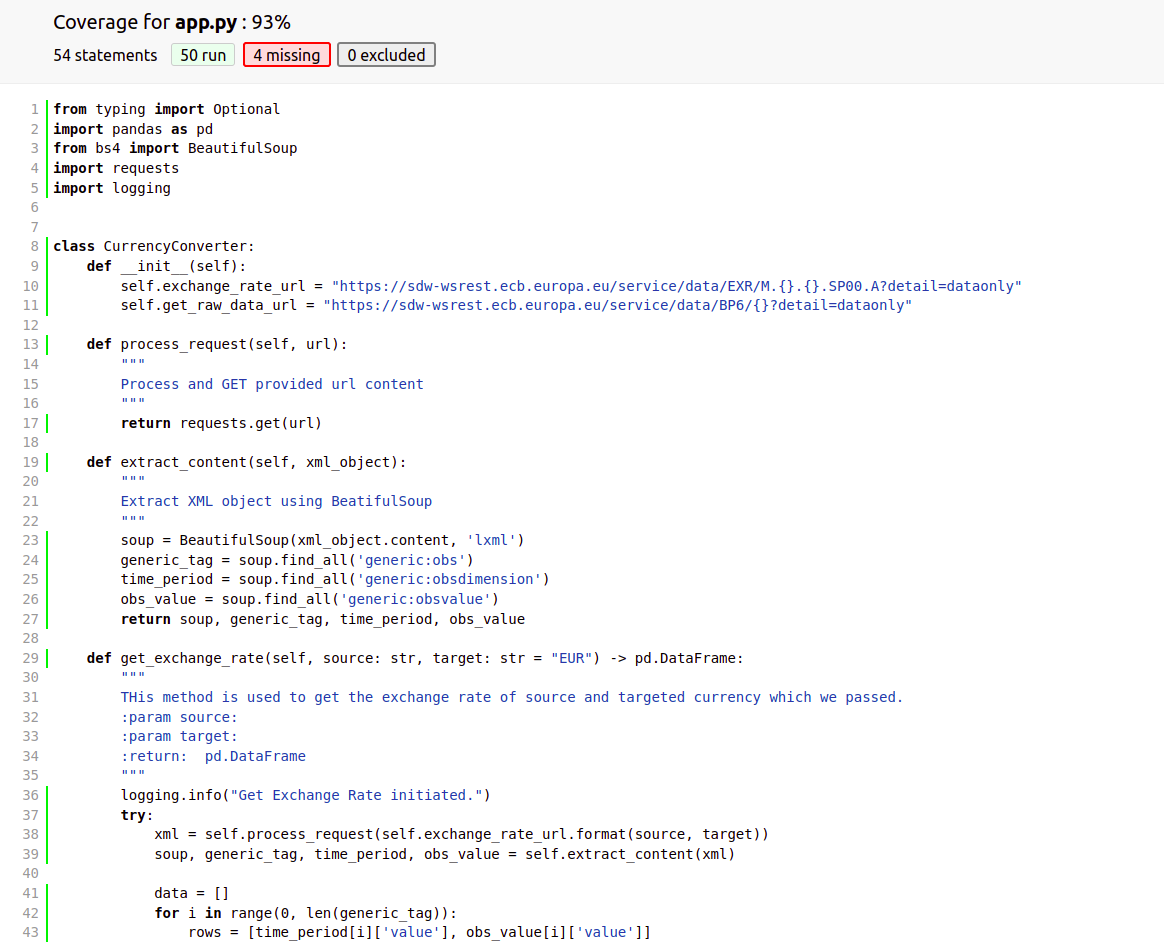 Coverage for app.py : 93%
54 statements 50 run 4 missing 0 excluded
1 from typing import Optional
2 import pandas as pd
3 from bs4 import BeautifulSoup
4 import requests
5 import logging
6
7
8 class CurrencyConverter:
9     def __init__(self):
10         self.exchange_rate_url = "https://sdw-wsrest.ecb.europa.eu/service/data/EXR/M.{}.{}.SP00.A?detail=dataonly"
11         self.get_raw_data_url = "https://sdw-wsrest.ecb.europa.eu/service/data/BP6/{}?detail=dataonly"
12
13     def process_request(self, url):
14         """
15         Process and GET provided url content
16         """
17         return requests.get(url)
18
19     def extract_content(self, xml_object):
20         """
21         Extract XML object using BeatifulSoup
22         """
23         soup = BeautifulSoup(xml_object.content, 'lxml')
24         generic_tag = soup.find_all('generic:obs')
25         time_period = soup.find_all('generic:obsdimension')
26         obs_value = soup.find_all('generic:obsvalue')
27         return soup, generic_tag, time_period, obs_value
28
29     def get_exchange_rate(self, source: str, target: str = "EUR") -> pd.DataFrame:
30         """
31         THis method is used to get the exchange rate of source and targeted currency which we passed.
32         :param source:
33         :param target:
34         :return:  pd.DataFrame
35         """
36         logging.info("Get Exchange Rate initiated.")
37         try:
38             xml = self.process_request(self.exchange_rate_url.format(source, target))
39             soup, generic_tag, time_period, obs_value = self.extract_content(xml)
40
41             data = []
42             for i in range(0, len(generic_tag)):
43                 rows = [time_period[i]['value'], obs_value[i]['value']]